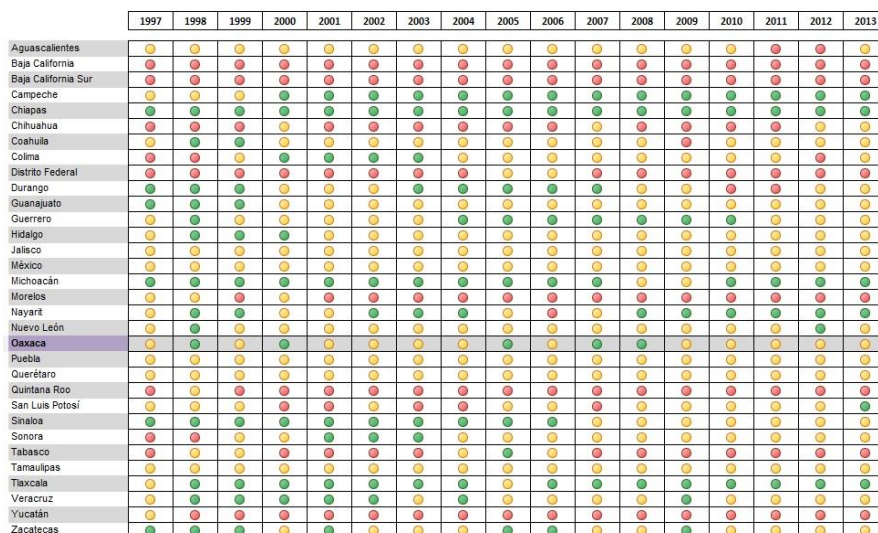 1997 1998 1999 2000 2001 2002 2003 2004 2005 2006 2007 2008 2009 2010 2011 2012 2013
Aguascalientes
Baja California
Baja California Sur
Campeche
Chiapas
Chihuahua
Coahuila
Colima
Distrito Federal
Durango
Guanajuato
Guerrero
Hidalgo
Jalisco
México
Michoacán
Morelos
Nayarit
Nuevo León
Oaxaca
Puebla
Querétaro
Quintana Roo
San Luis Potosí
Sinaloa
Sonora
Tabasco
Tamaulipas
Tlaxcala
Veracruz
Yucatán
Zacatecas